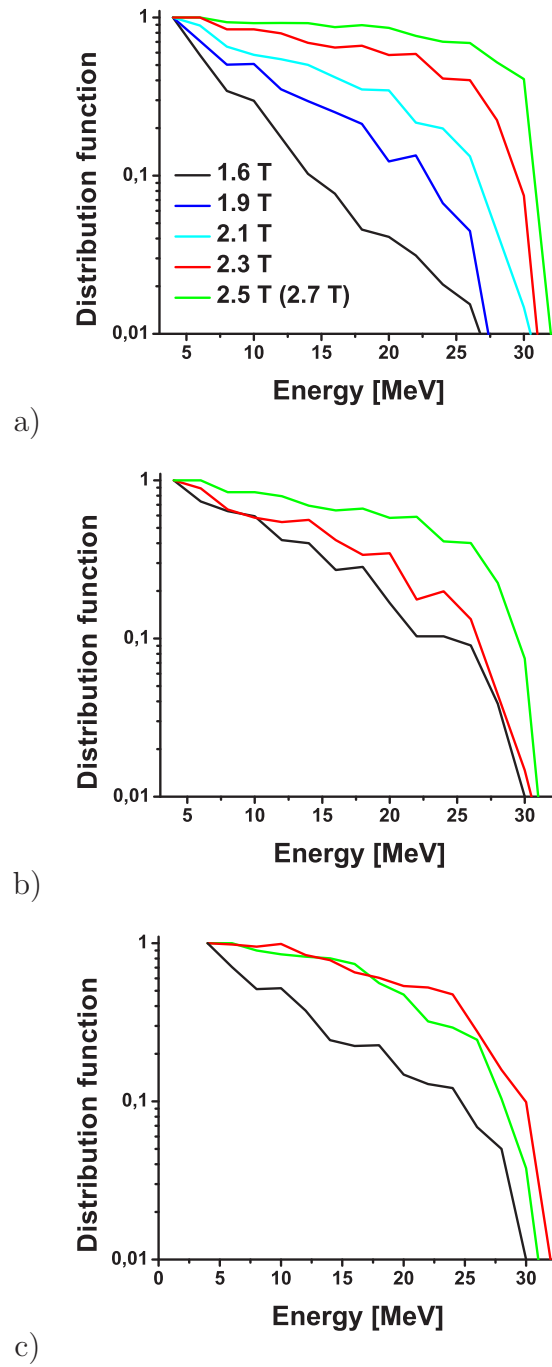 1
0,1
0,01
Distribution function
1.6 T
1.9 T
2.1 T
2.3 T
2.5 T (2.7 T)
5 10 15 20 25 30
Energy [MeV]
a)
1
0,1
0,01
Distribution function
5 10 15 20 25 30
Energy [MeV]
b)
1
0,1
0,01
Distribution function
0 5 10 15 20 25 30
Energy [MeV]
c)